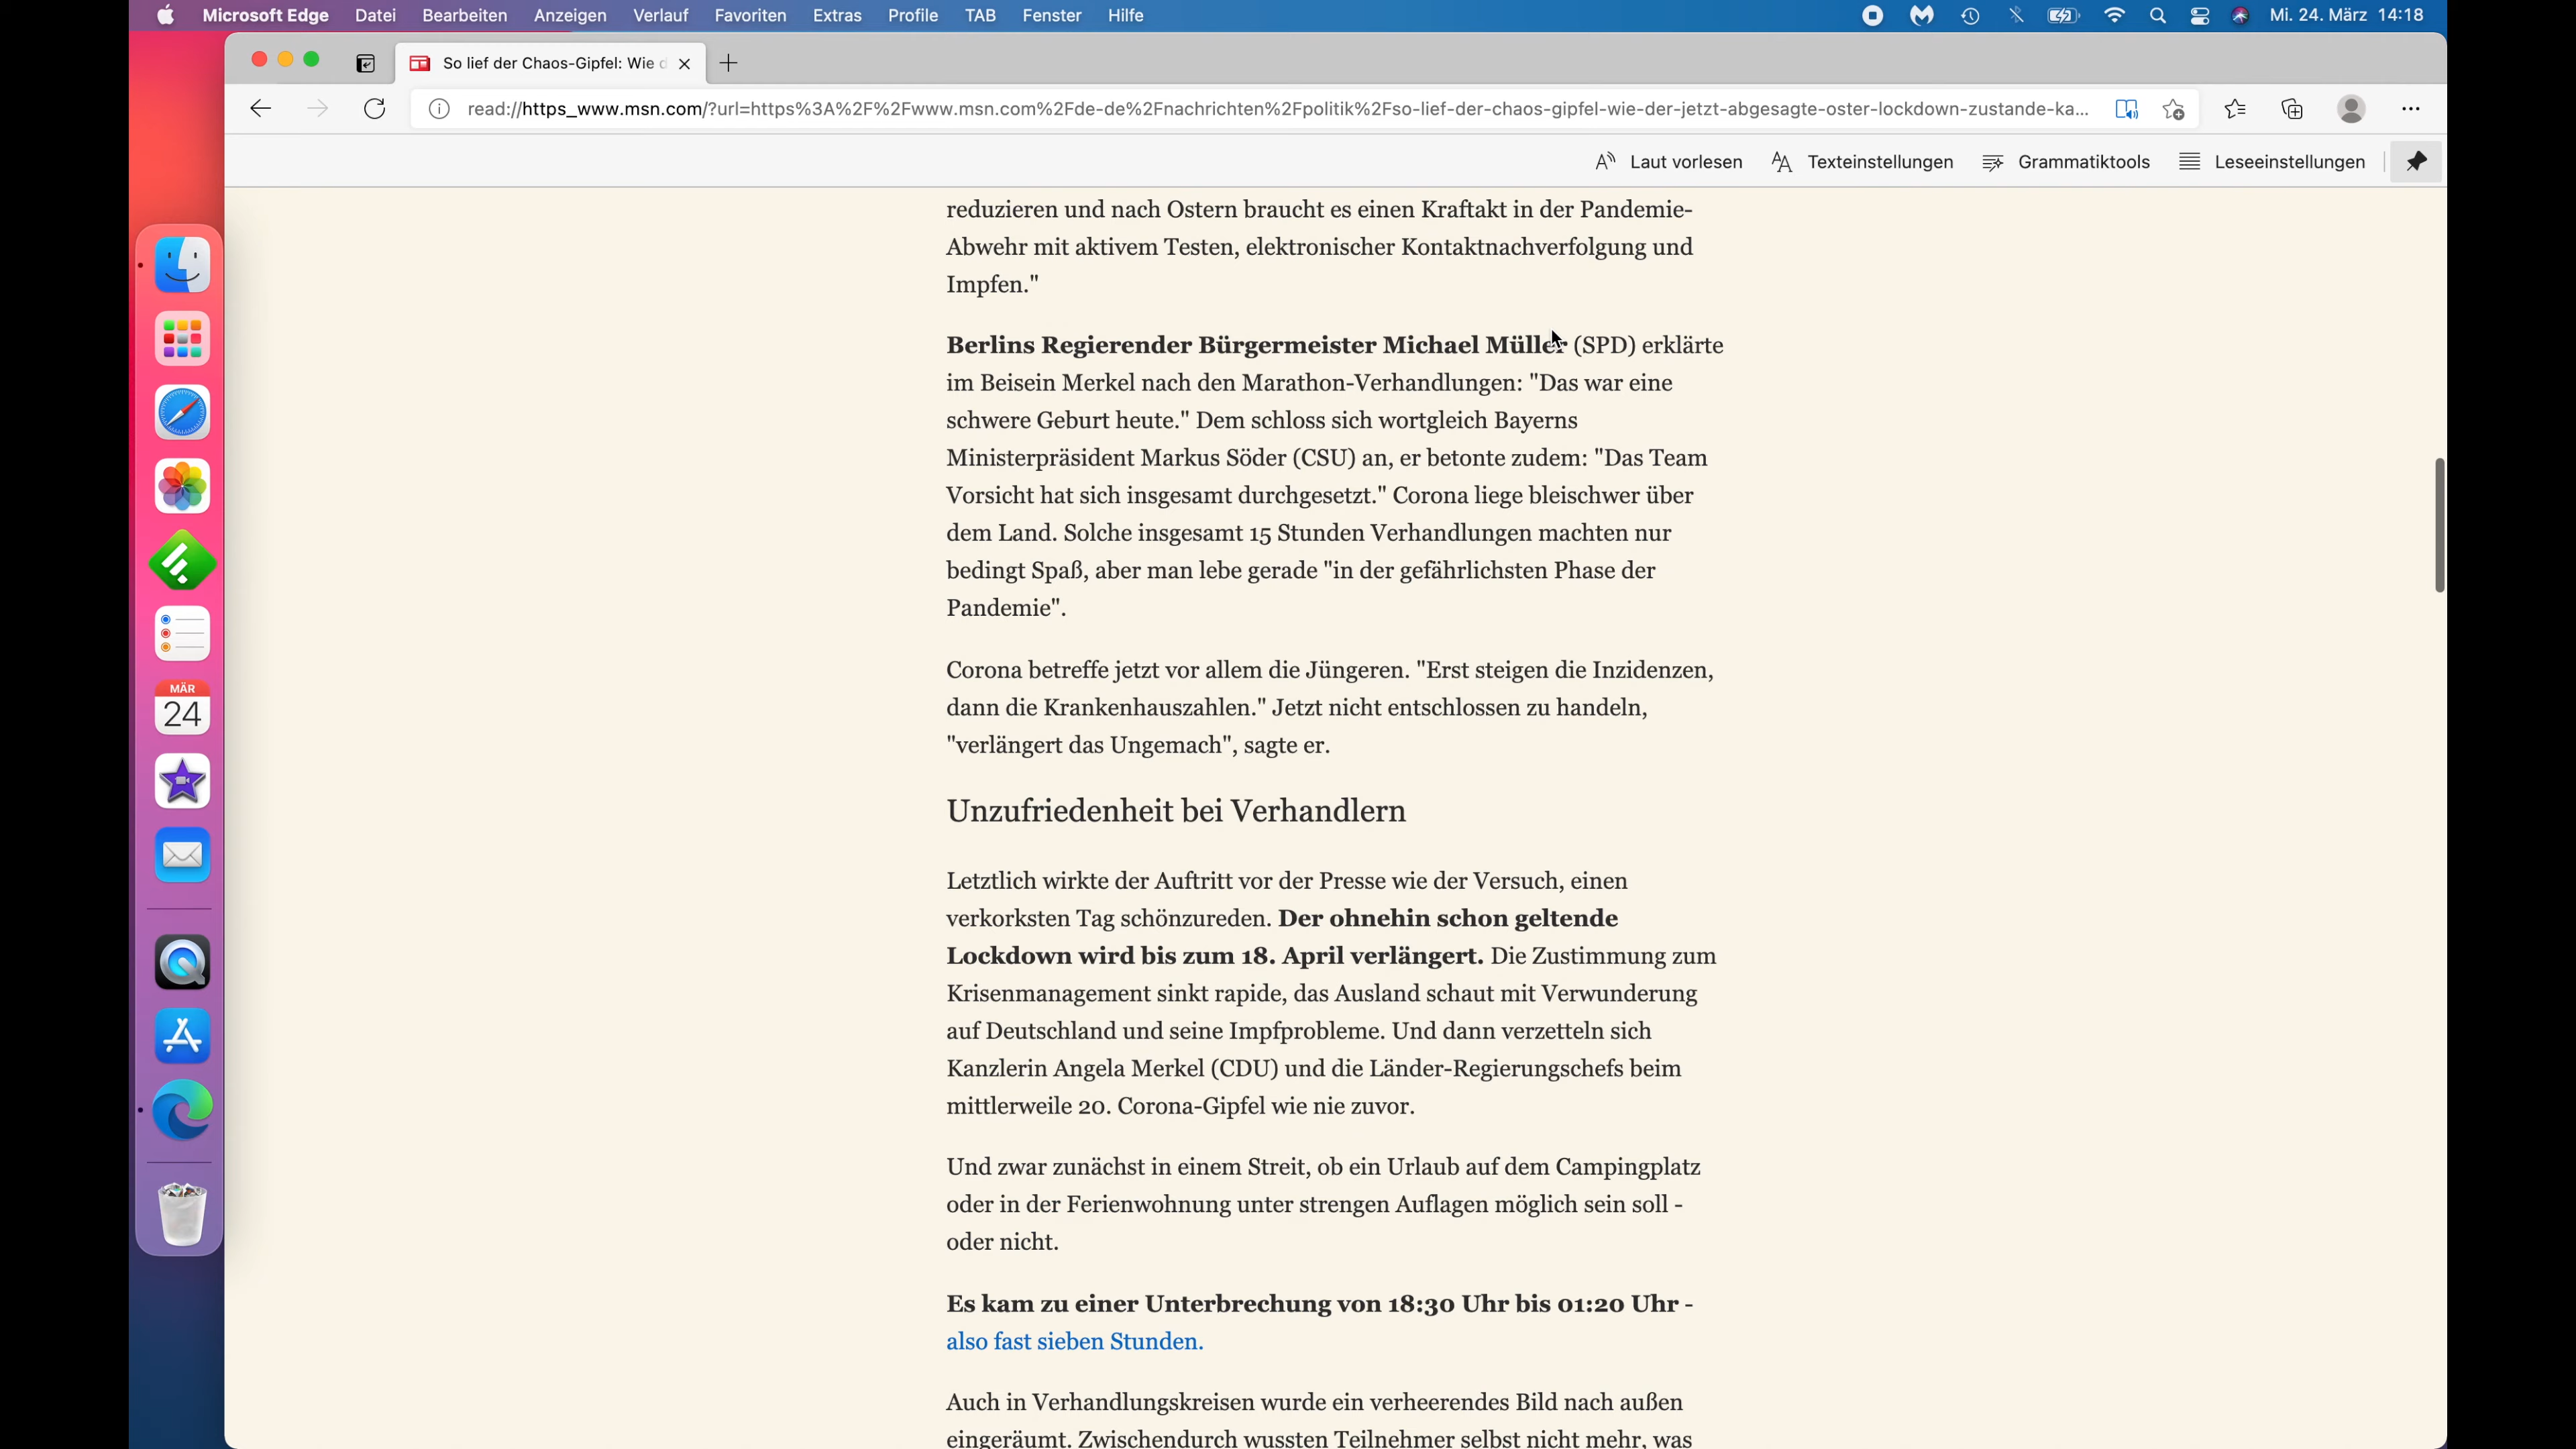 Microsoft Edge Datei Bearbeiten Anzeigen Verlauf Favoriten Extras Profile TAB Fenster Hilfe Mi. 24. März 14:18
So lief der Chaos-Gipfel: Wie d
read://https_www.msn.com/?url=https%3A%2F%2Fwww.msn.com%2Fde-de%2Fnachrichten%2Fpolitik%2Fso-lief-der-chaos-gipfel-wie-der-jetzt-abgesagte-oster-lockdown-zustande-ka...
Laut vorlesen Texteinstellungen Grammatiktools Leseeinstellungen
reduzieren und nach Ostern braucht es einen Kraftakt in der Pandemie-
Abwehr mit aktivem Testen, elektronischer Kontaktnachverfolgung und
Impfen."
Berlins Regierender Bürgermeister Michael Müller (SPD) erklärte
im Beisein Merkel nach den Marathon-Verhandlungen: "Das war eine
schwere Geburt heute." Dem schloss sich wortgleich Bayerns
Ministerpräsident Markus Söder (CSU) an, er betonte zudem: "Das Team
Vorsicht hat sich insgesamt durchgesetzt." Corona liege bleischwer über
dem Land. Solche insgesamt 15 Stunden Verhandlungen machten nur
bedingt Spaß, aber man lebe gerade "in der gefährlichsten Phase der
Pandemie".
Corona betreffe jetzt vor allem die Jüngeren. "Erst steigen die Inzidenzen,
dann die Krankenhauszahlen." Jetzt nicht entschlossen zu handeln,
"verlängert das Ungemach", sagte er.
Unzufriedenheit bei Verhandlern
Letztlich wirkte der Auftritt vor der Presse wie der Versuch, einen
verkorksten Tag schönzureden. Der ohnehin schon geltende
Lockdown wird bis zum 18. April verlängert. Die Zustimmung zum
Krisenmanagement sinkt rapide, das Ausland schaut mit Verwunderung
auf Deutschland und seine Impfprobleme. Und dann verzetteln sich
Kanzlerin Angela Merkel (CDU) und die Länder-Regierungschefs beim
mittlerweile 20. Corona-Gipfel wie nie zuvor.
Und zwar zunächst in einem Streit, ob ein Urlaub auf dem Campingplatz
oder in der Ferienwohnung unter strengen Auflagen möglich sein soll -
oder nicht.
Es kam zu einer Unterbrechung von 18:30 Uhr bis 01:20 Uhr -
also fast sieben Stunden.
Auch in Verhandlungskreisen wurde ein verheerendes Bild nach außen
eingeräumt. Zwischendurch wussten Teilnehmer selbst nicht mehr, was
MÄR
24